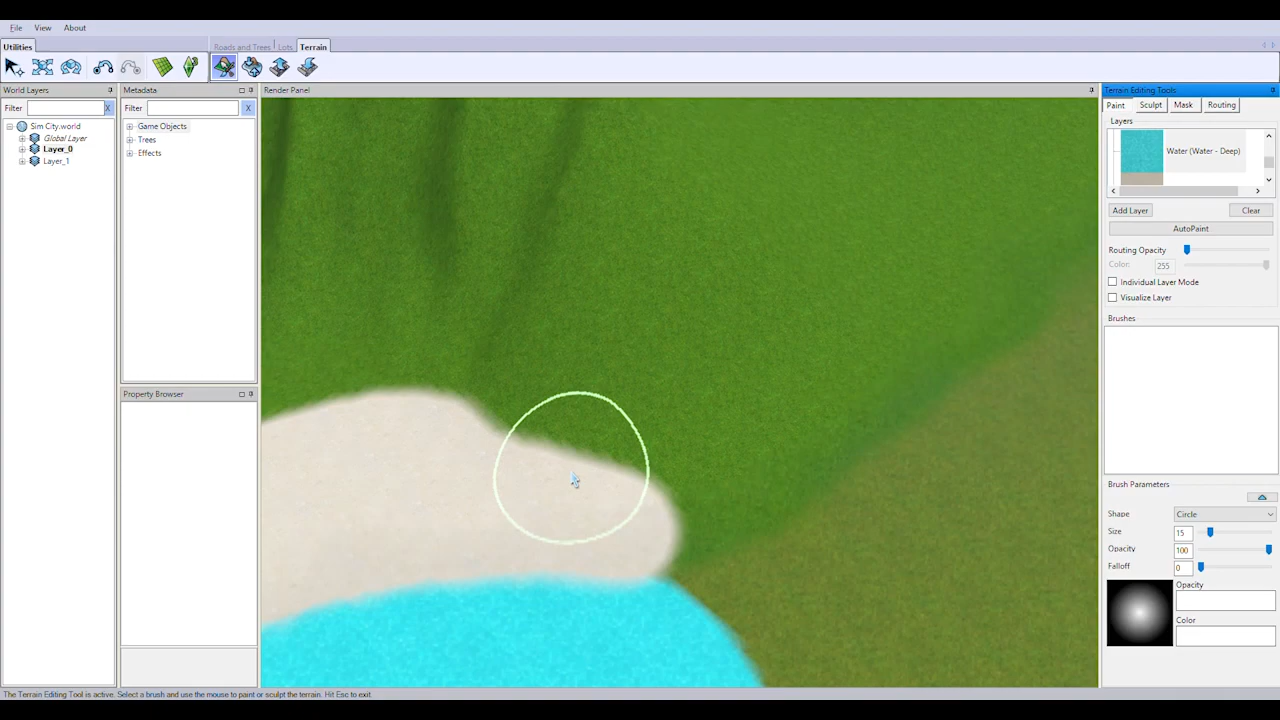 File View About
Utilities Roads and Trees Lots Terrain
World Layers
Filter X
Sim City.world
Global Layer
Layer_0
Layer_1
Metadata
Filter X
Game Objects
Trees
Effects
Property Browser
Render Panel
Terrain Editing Tools
Paint Sculpt Mask Routing
Layers
Water (Water - Deep)
Add Layer Clear
AutoPaint
Routing Opacity
Color: 255
Individual Layer Mode
Visualize Layer
Brushes
Brush Parameters
Shape Circle
Size 15
Opacity 100
Falloff 0
Opacity
Color
The Terrain Editing Tool is active. Select a brush and use the mouse to paint or sculpt the terrain. Hit Esc to exit.